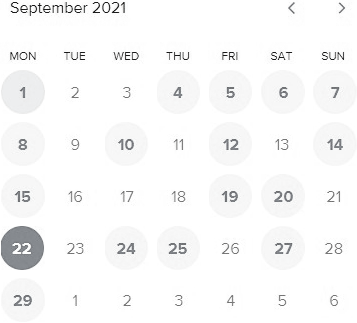 September 2021
MON TUE WED THU FRI SAT SUN
1 2 3 4 5 6 7
8 9 10 11 12 13 14
15 16 17 18 19 20 21
22 23 24 25 26 27 28
29 1 2 3 4 5 6